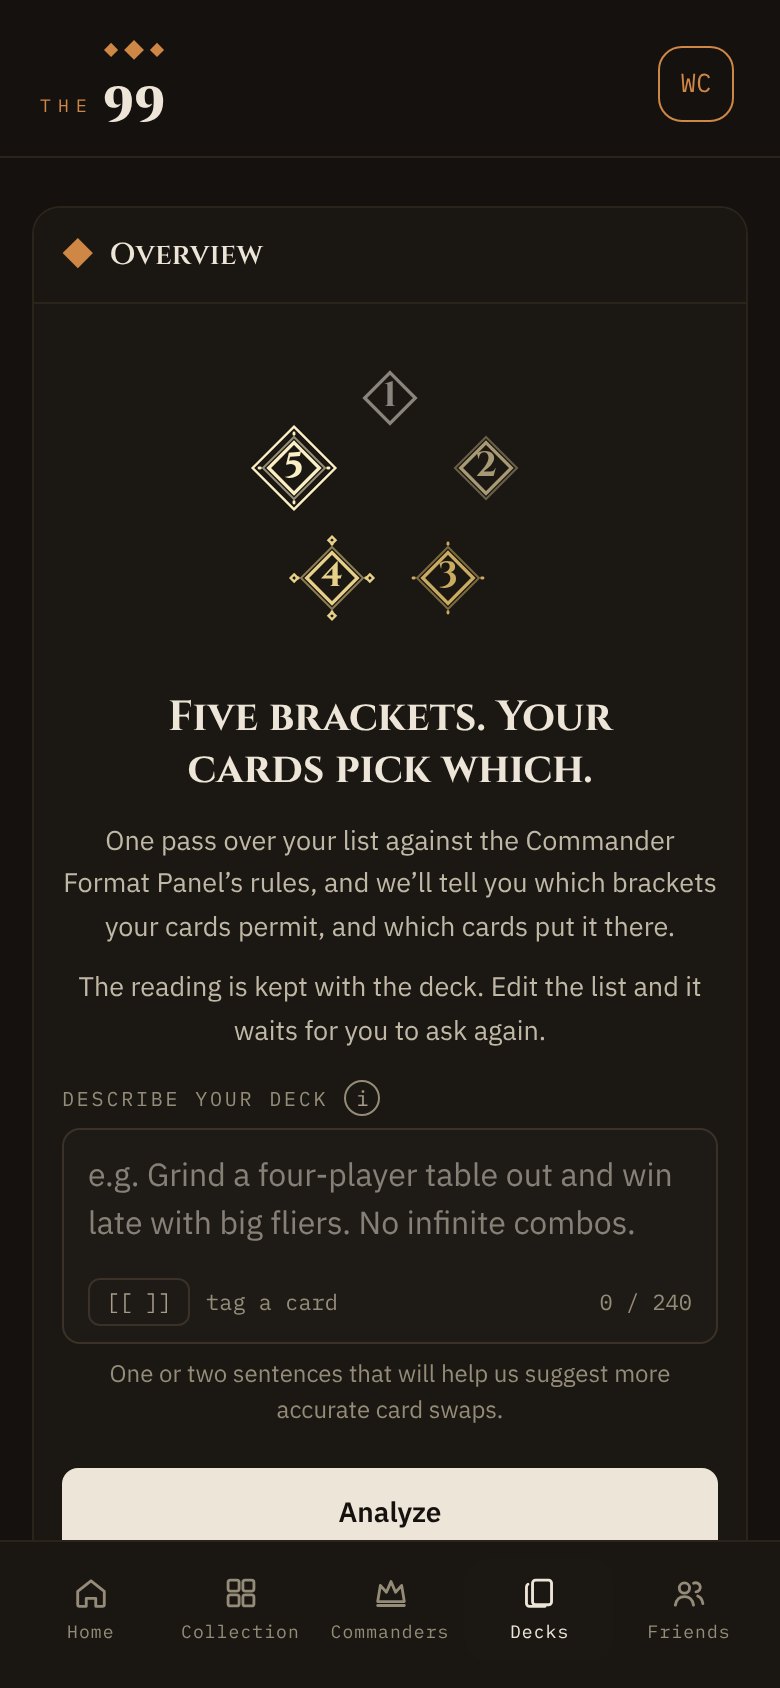 THE 99
WC
Overview
1
5
2
4
3
Five brackets. Your
cards pick which.
One pass over your list against the Commander
Format Panel’s rules, and we’ll tell you which brackets
your cards permit, and which cards put it there.
The reading is kept with the deck. Edit the list and it
waits for you to ask again.
DESCRIBE YOUR DECK i
e.g. Grind a four-player table out and win
late with big fliers. No infinite combos.
[[ ]] tag a card 0 / 240
One or two sentences that will help us suggest more
accurate card swaps.
Analyze
Home Collection Commanders Decks Friends